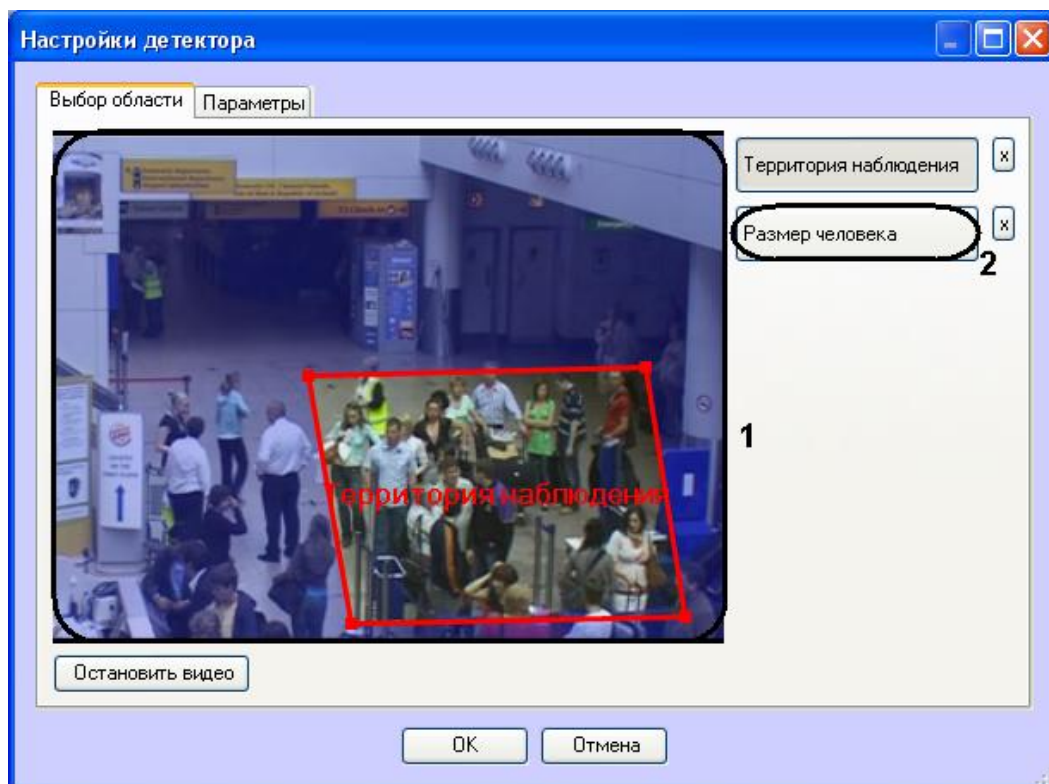 Настройки детектора
Выбор области
Параметры
Территория наблюдения
x
Размер человека
x
2
1
Территория наблюдения
Остановить видео
OK
Отмена